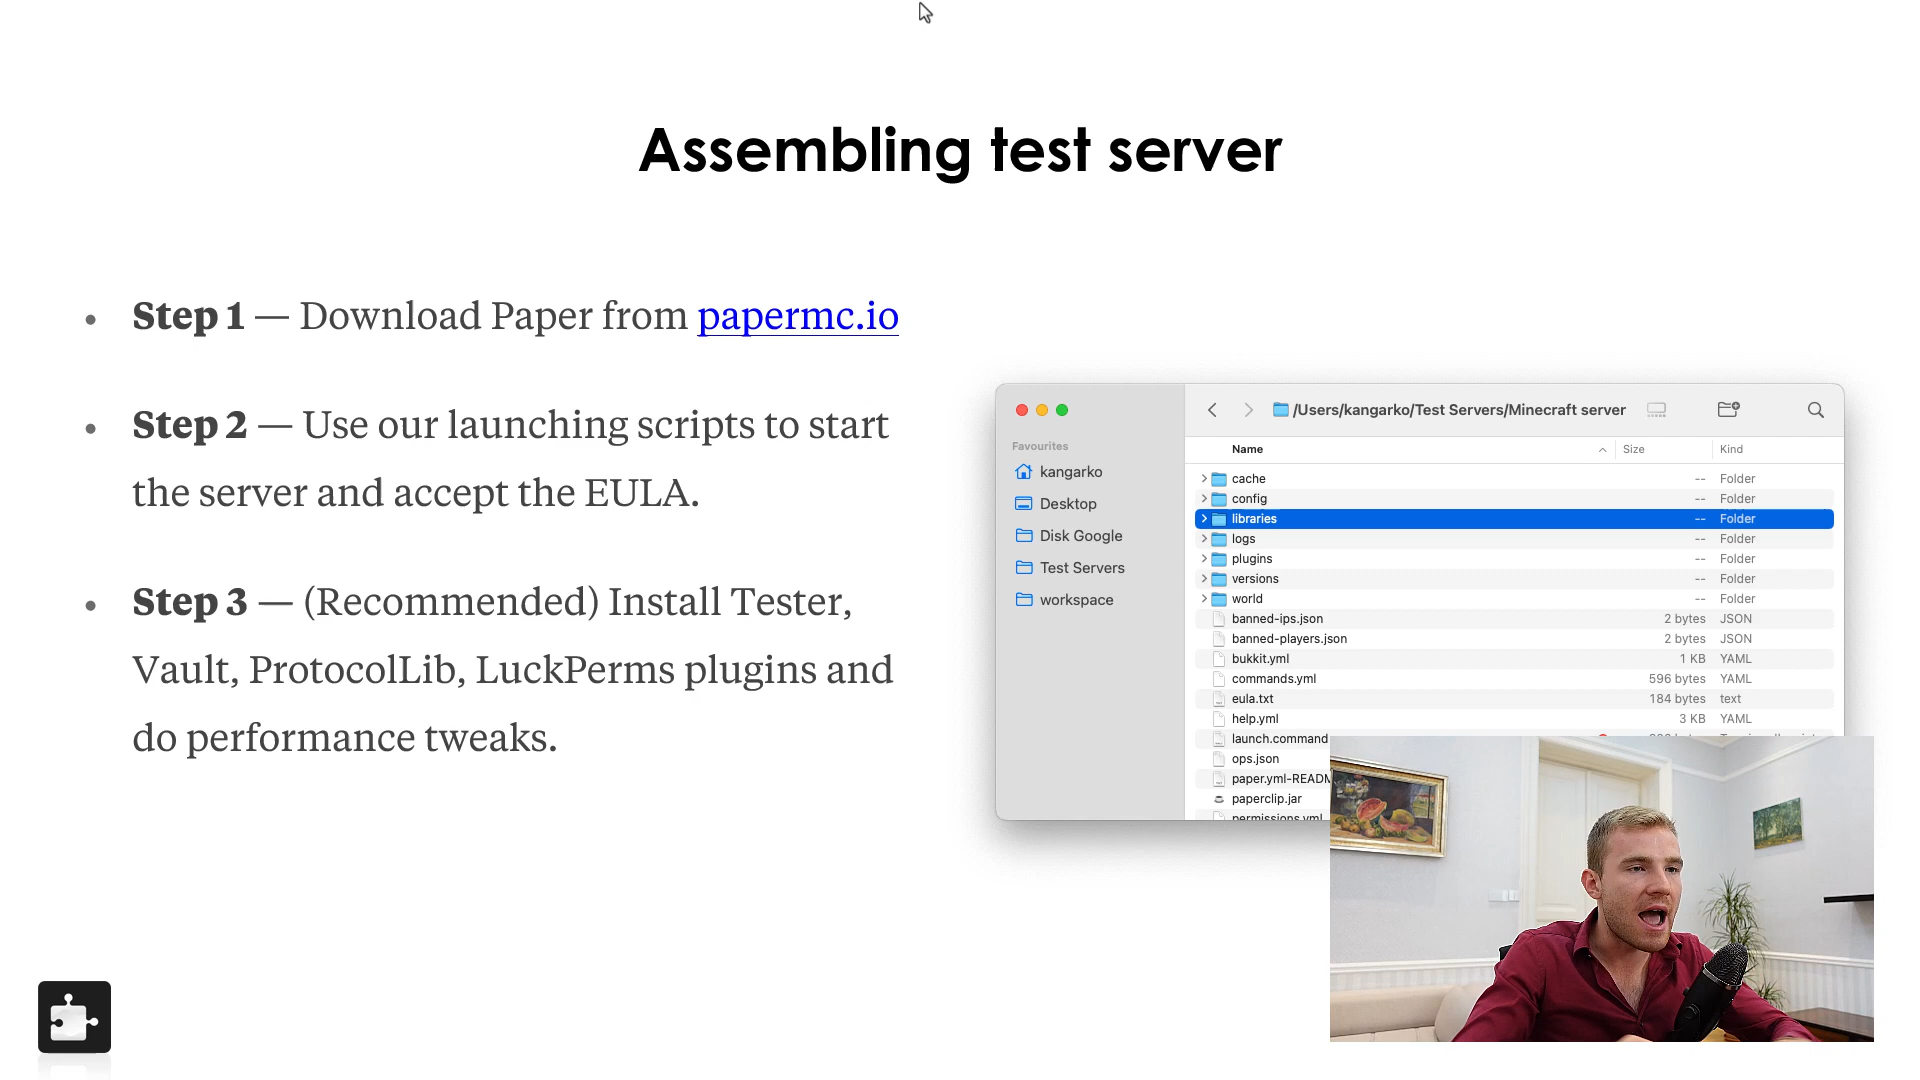 Assembling test server
• Step 1 — Download Paper from papermc.io
• Step 2 — Use our launching scripts to start
the server and accept the EULA.
• Step 3 — (Recommended) Install Tester,
Vault, ProtocolLib, LuckPerms plugins and
do performance tweaks.
/Users/kangarko/Test Servers/Minecraft server
Favourites
kangarko
Desktop
Disk Google
Test Servers
workspace
Name Size Kind
cache -- Folder
config -- Folder
libraries -- Folder
logs -- Folder
plugins -- Folder
versions -- Folder
world -- Folder
banned-ips.json 2 bytes JSON
banned-players.json 2 bytes JSON
bukkit.yml 1 KB YAML
commands.yml 596 bytes YAML
eula.txt 184 bytes text
help.yml 3 KB YAML
launch.command
ops.json
paper.yml-READM
paperclip.jar
permissions.yml